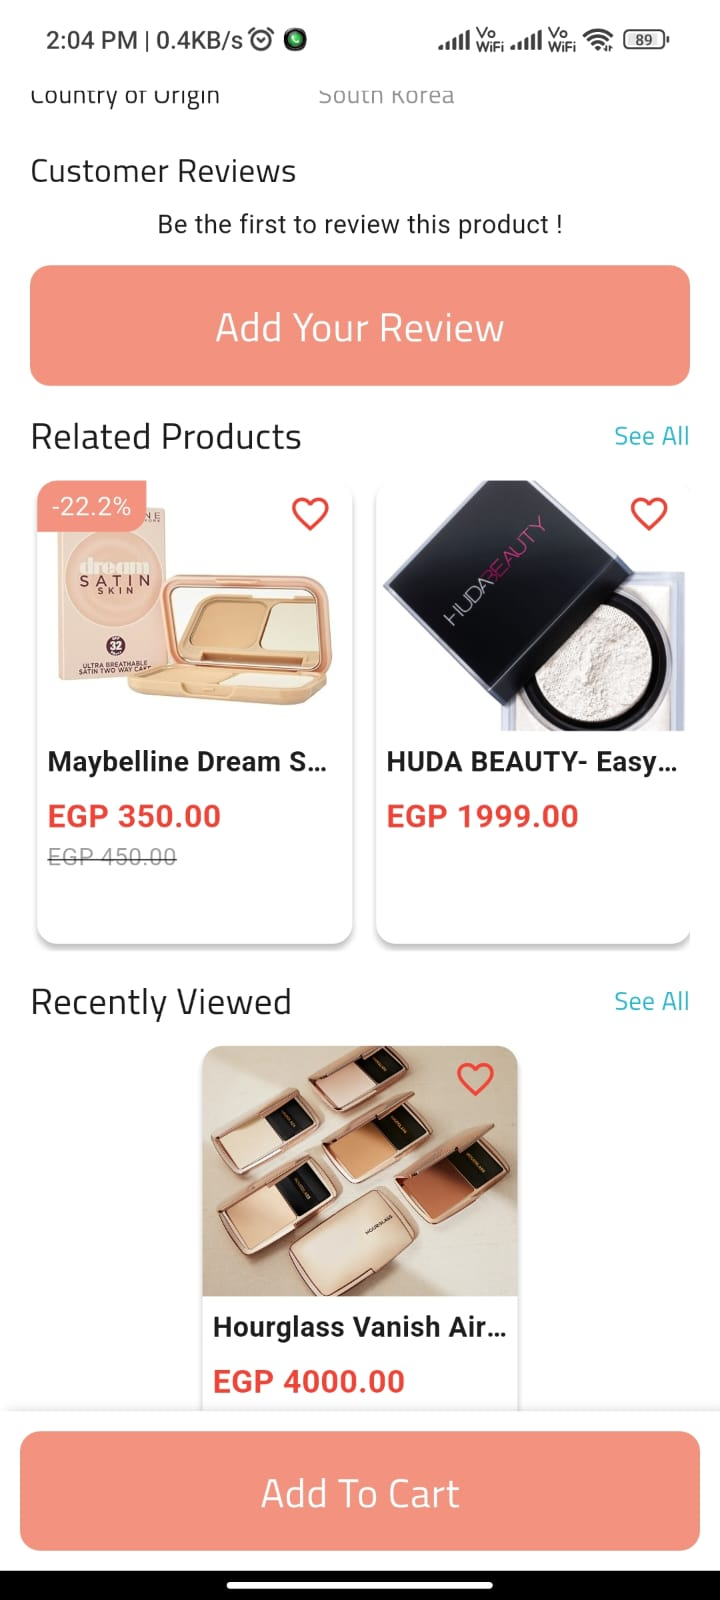 2:04 PM | 0.4KB/s
Vo WiFi Vo WiFi 89
Country of Origin South Korea
Customer Reviews
Be the first to review this product !
Add Your Review
Related Products See All
-22.2%
dream
SATIN
SKIN
32
ULTRA BREATHABLE
SATIN TWO WAY CAKE
HUDABEAUTY
Maybelline Dream S... HUDA BEAUTY- Easy...
EGP 350.00 EGP 1999.00
EGP 450.00
Recently Viewed See All
HOURGLASS
Hourglass Vanish Air...
EGP 4000.00
Add To Cart